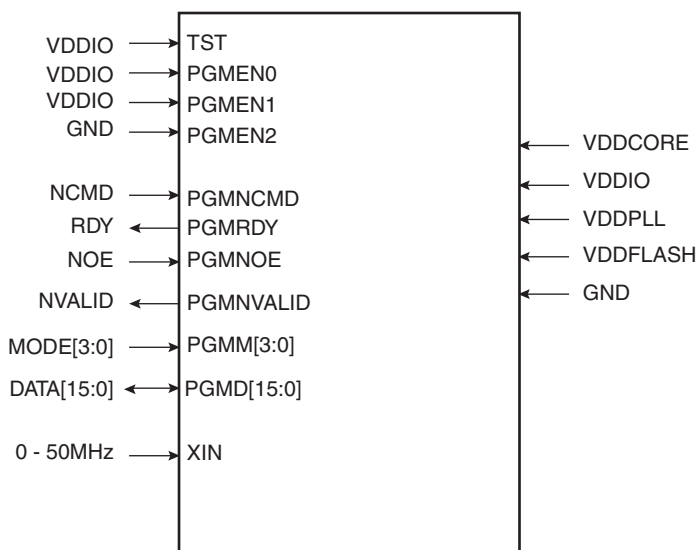 VDDIO TST
VDDIO PGMEN0
VDDIO PGMEN1
GND PGMEN2
VDDCORE
VDDIO
NCMD PGMNCMD
VDDPLL
RDY PGMRDY
VDDFLASH
NOE PGMNOE
GND
NVALID PGMNVALID
MODE[3:0] PGMM[3:0]
DATA[15:0] PGMD[15:0]
0 - 50MHz XIN